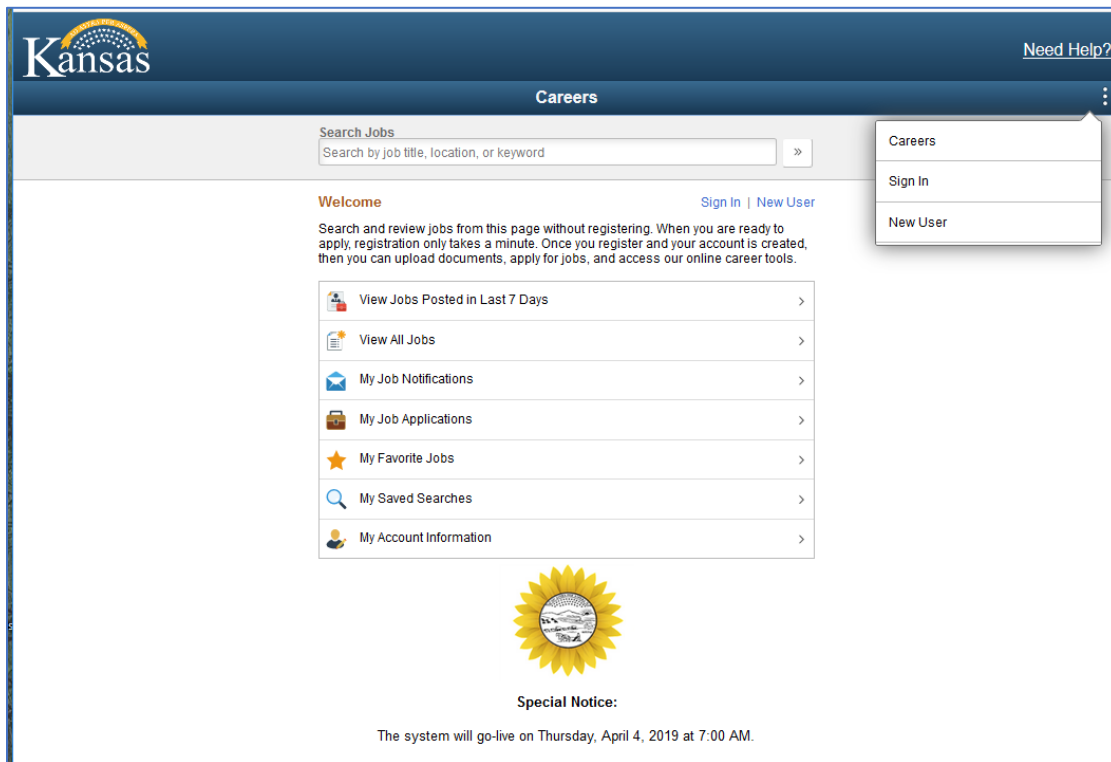 AD ASTRA PER ASPERA
Kansas
Need Help?
Careers
Search Jobs
Search by job title, location, or keyword
»
Careers
Sign In
New User
Welcome
Sign In | New User
Search and review jobs from this page without registering. When you are ready to
apply, registration only takes a minute. Once you register and your account is created,
then you can upload documents, apply for jobs, and access our online career tools.
View Jobs Posted in Last 7 Days
View All Jobs
My Job Notifications
My Job Applications
My Favorite Jobs
My Saved Searches
My Account Information
Special Notice:
The system will go-live on Thursday, April 4, 2019 at 7:00 AM.